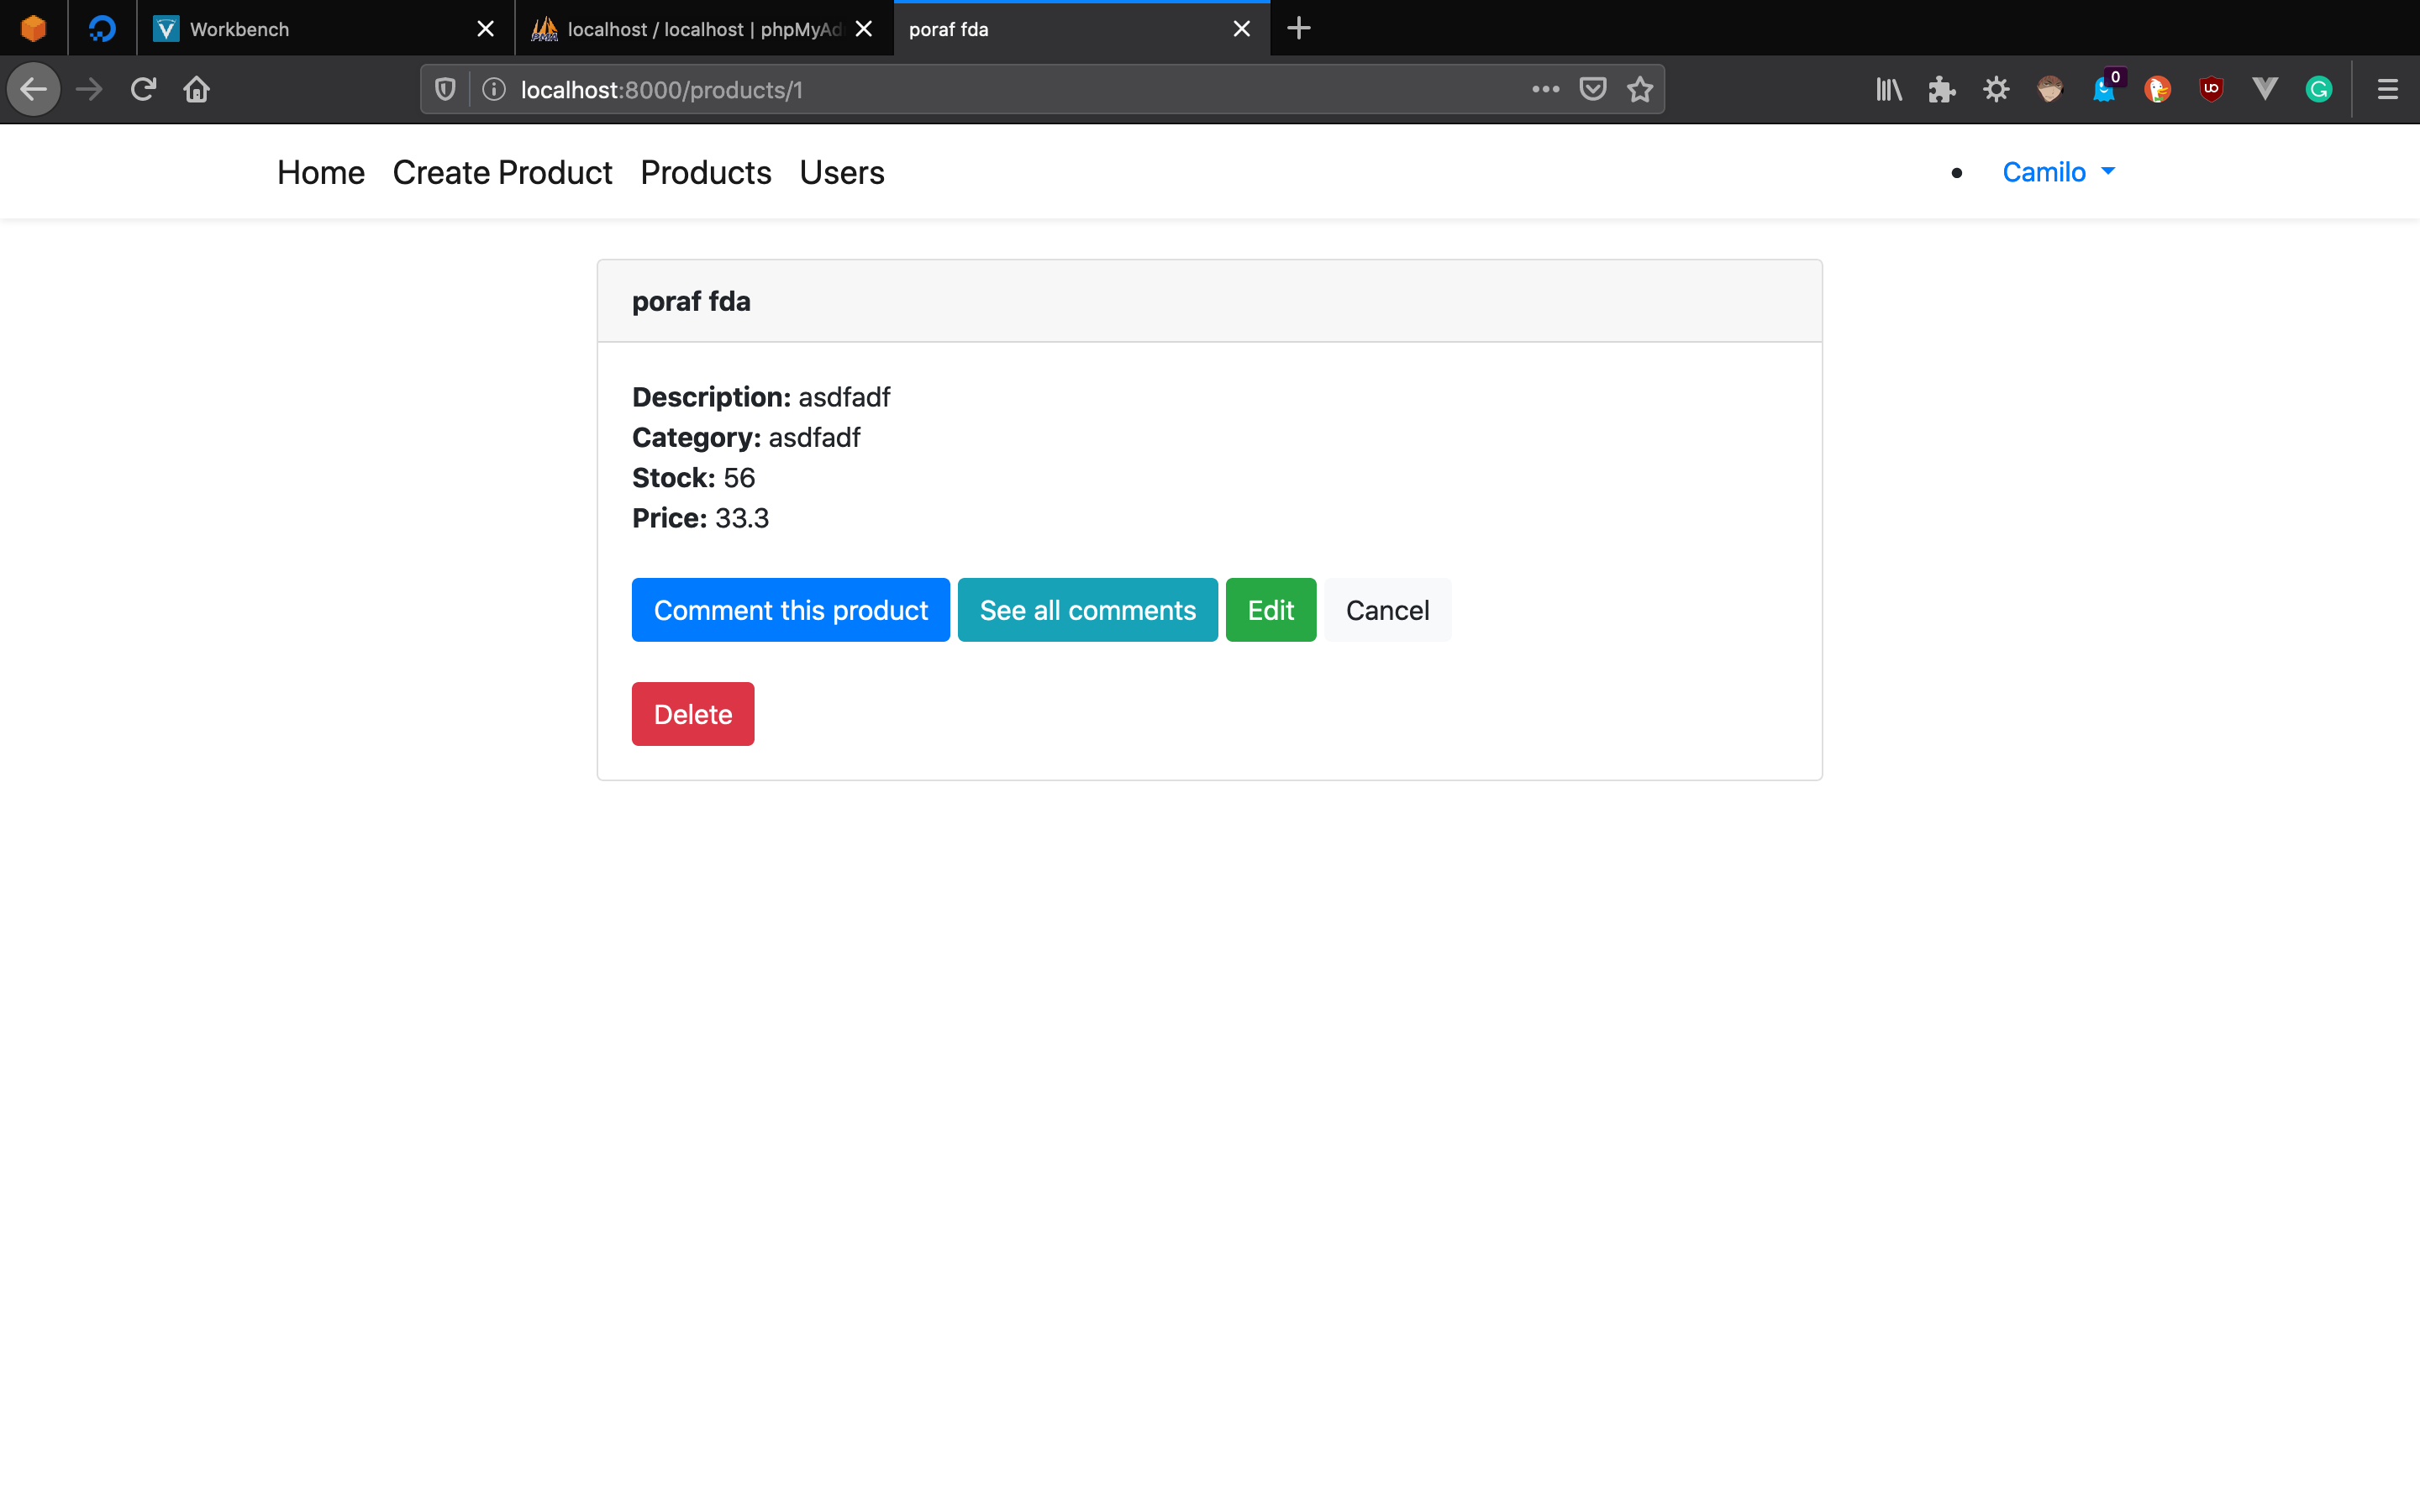 Workbench
localhost / localhost | phpMyAd
poraf fda
localhost:8000/products/1
0
Home Create Product Products Users
• Camilo
poraf fda
Description: asdfadf
Category: asdfadf
Stock: 56
Price: 33.3
Comment this product See all comments Edit Cancel
Delete